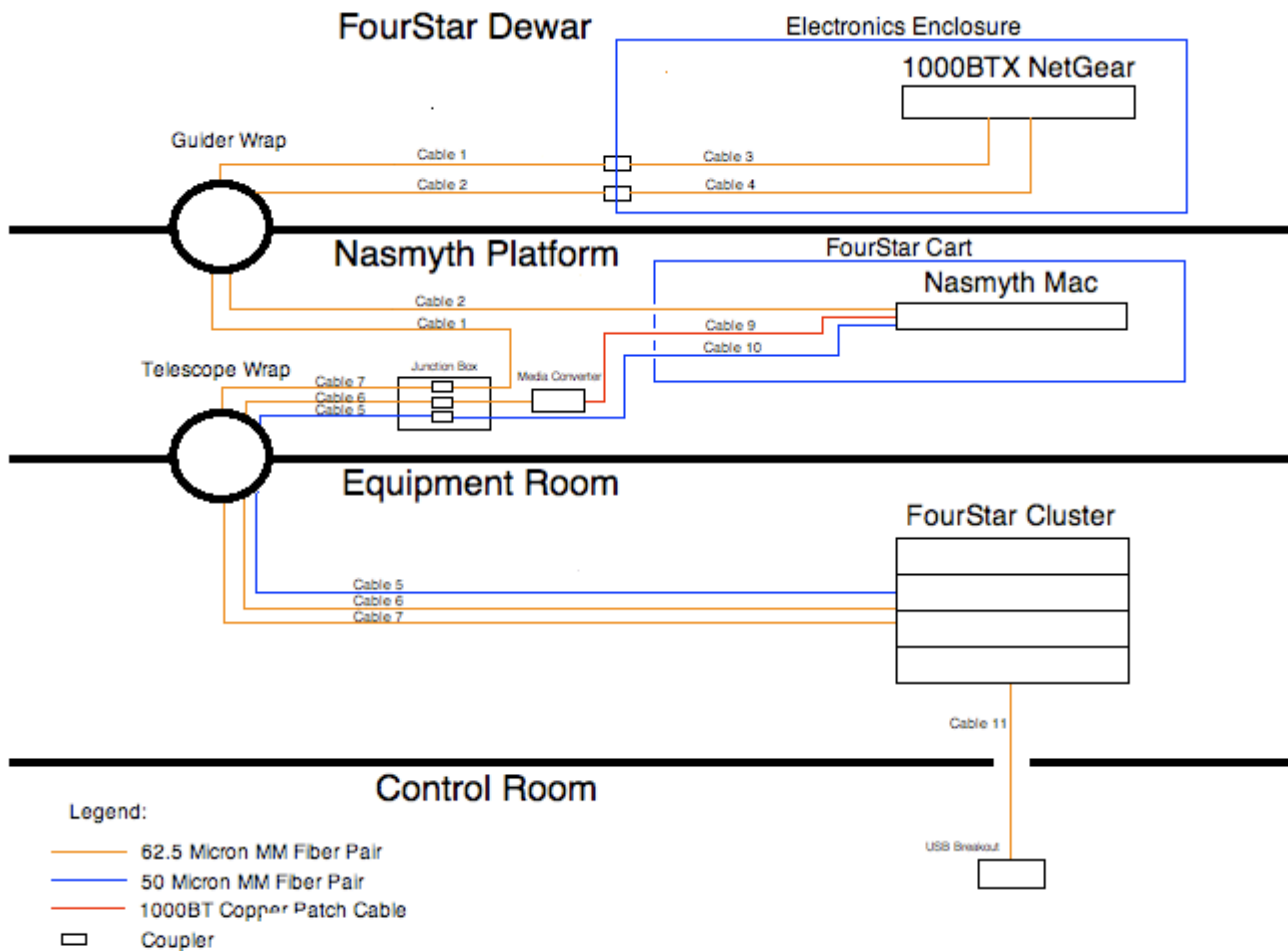 FourStar Dewar
Electronics Enclosure
1000BTX NetGear
Guider Wrap
Cable 1
Cable 3
Cable 2
Cable 4
Nasmyth Platform
FourStar Cart
Nasmyth Mac
Cable 2
Cable 1
Cable 9
Cable 10
Telescope Wrap
Junction Box
Media Converter
Cable 7
Cable 6
Cable 5
Equipment Room
FourStar Cluster
Cable 5
Cable 6
Cable 7
Cable 11
Control Room
Legend:
62.5 Micron MM Fiber Pair
50 Micron MM Fiber Pair
1000BT Copper Patch Cable
Coupler
USB Breakout